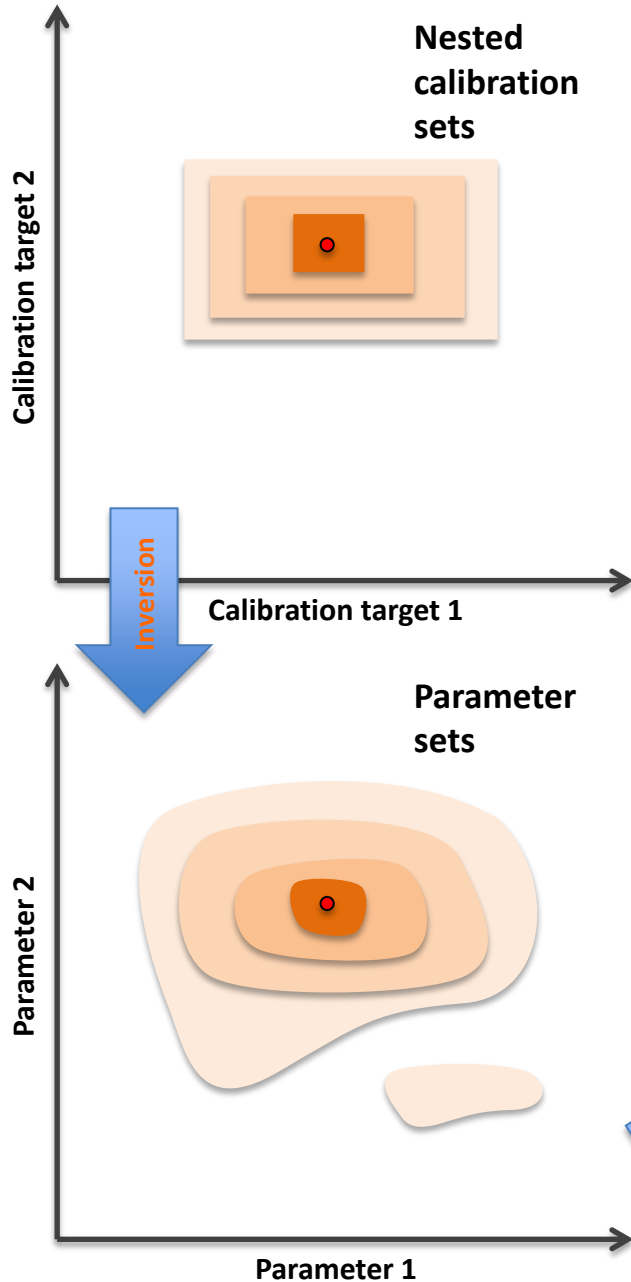 Nested
calibration
sets
Calibration target 2
Inversion
Calibration target 1
Parameter
sets
Parameter 2
Parameter 1